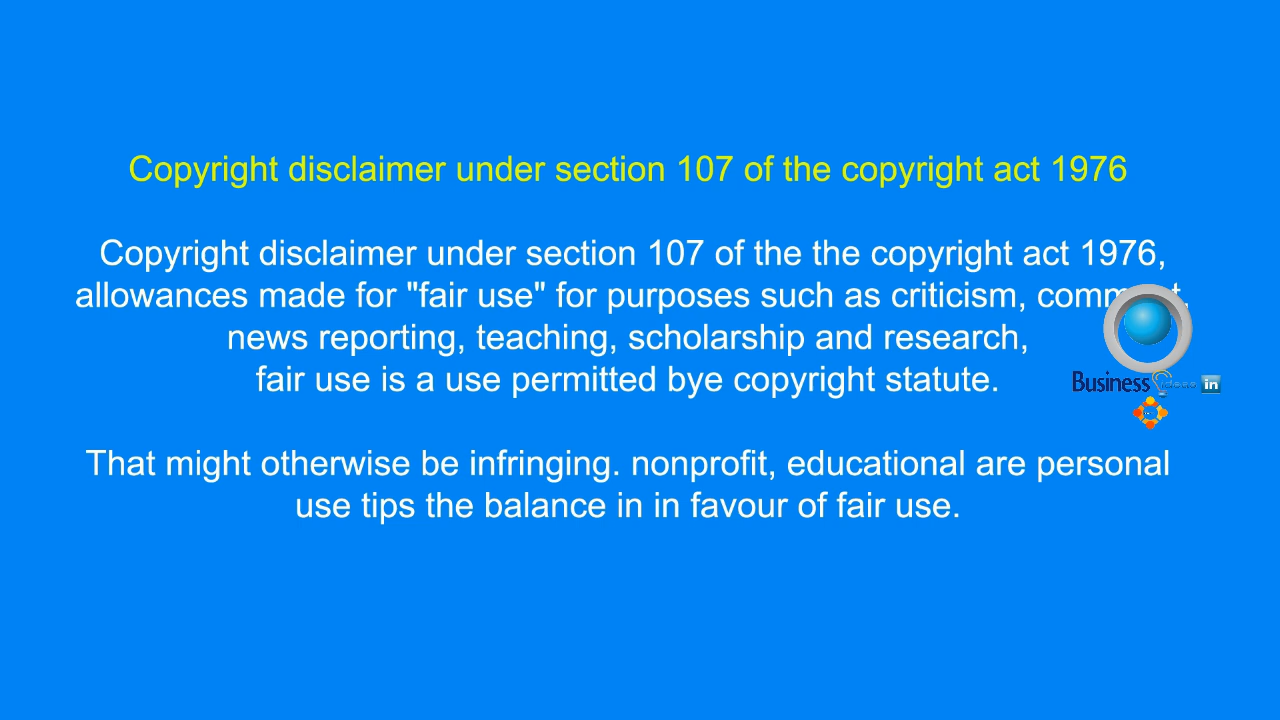 Copyright disclaimer under section 107 of the copyright act 1976
Copyright disclaimer under section 107 of the the copyright act 1976,
allowances made for "fair use" for purposes such as criticism,
news reporting, teaching, scholarship and research,
fair use is a use permitted bye copyright statute.
Business ideas in
That might otherwise be infringing. nonprofit, educational are personal
use tips the balance in in favour of fair use.